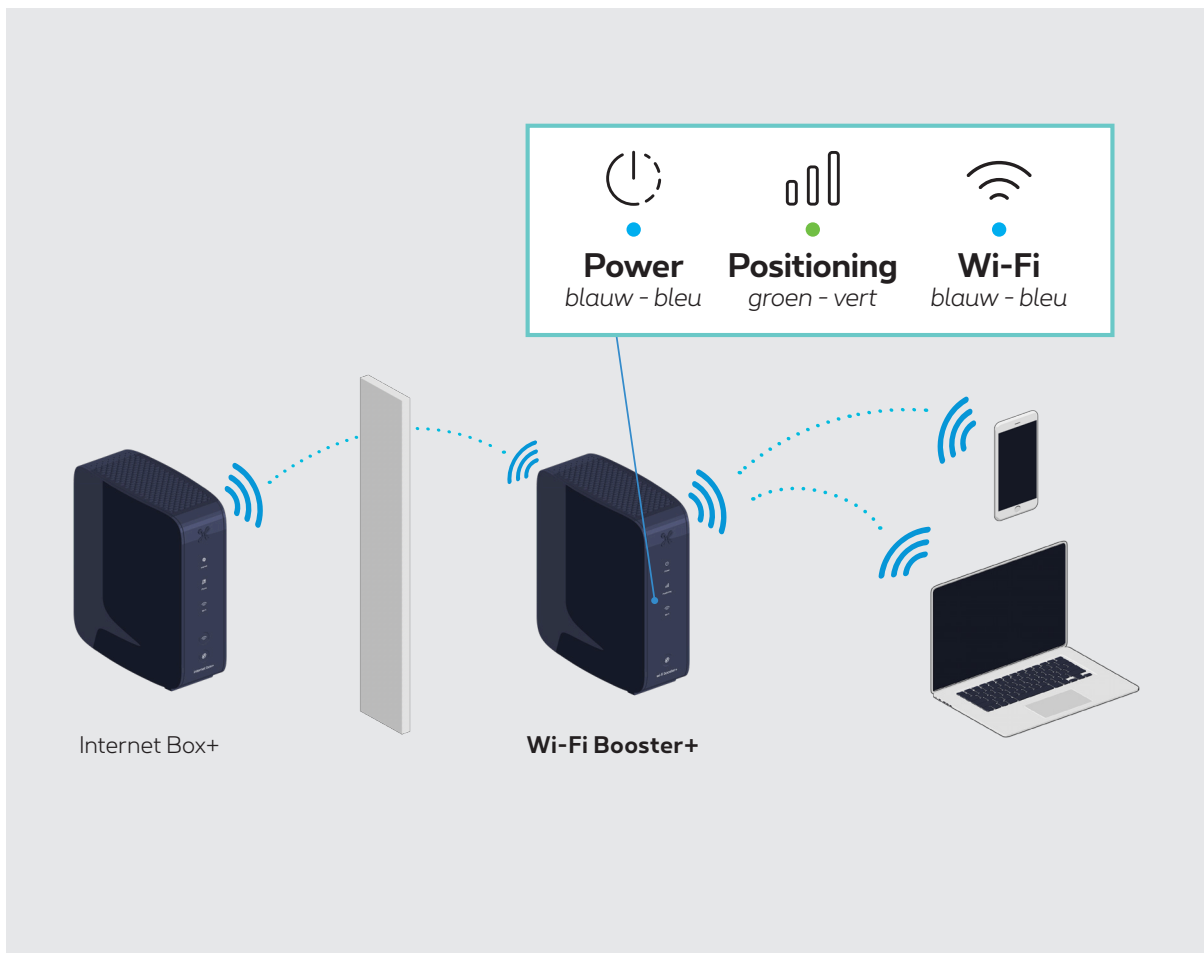 Power
Positioning
Wi-Fi
blauw - bleu
groen - vert
blauw - bleu
Internet Box+
Wi-Fi Booster+